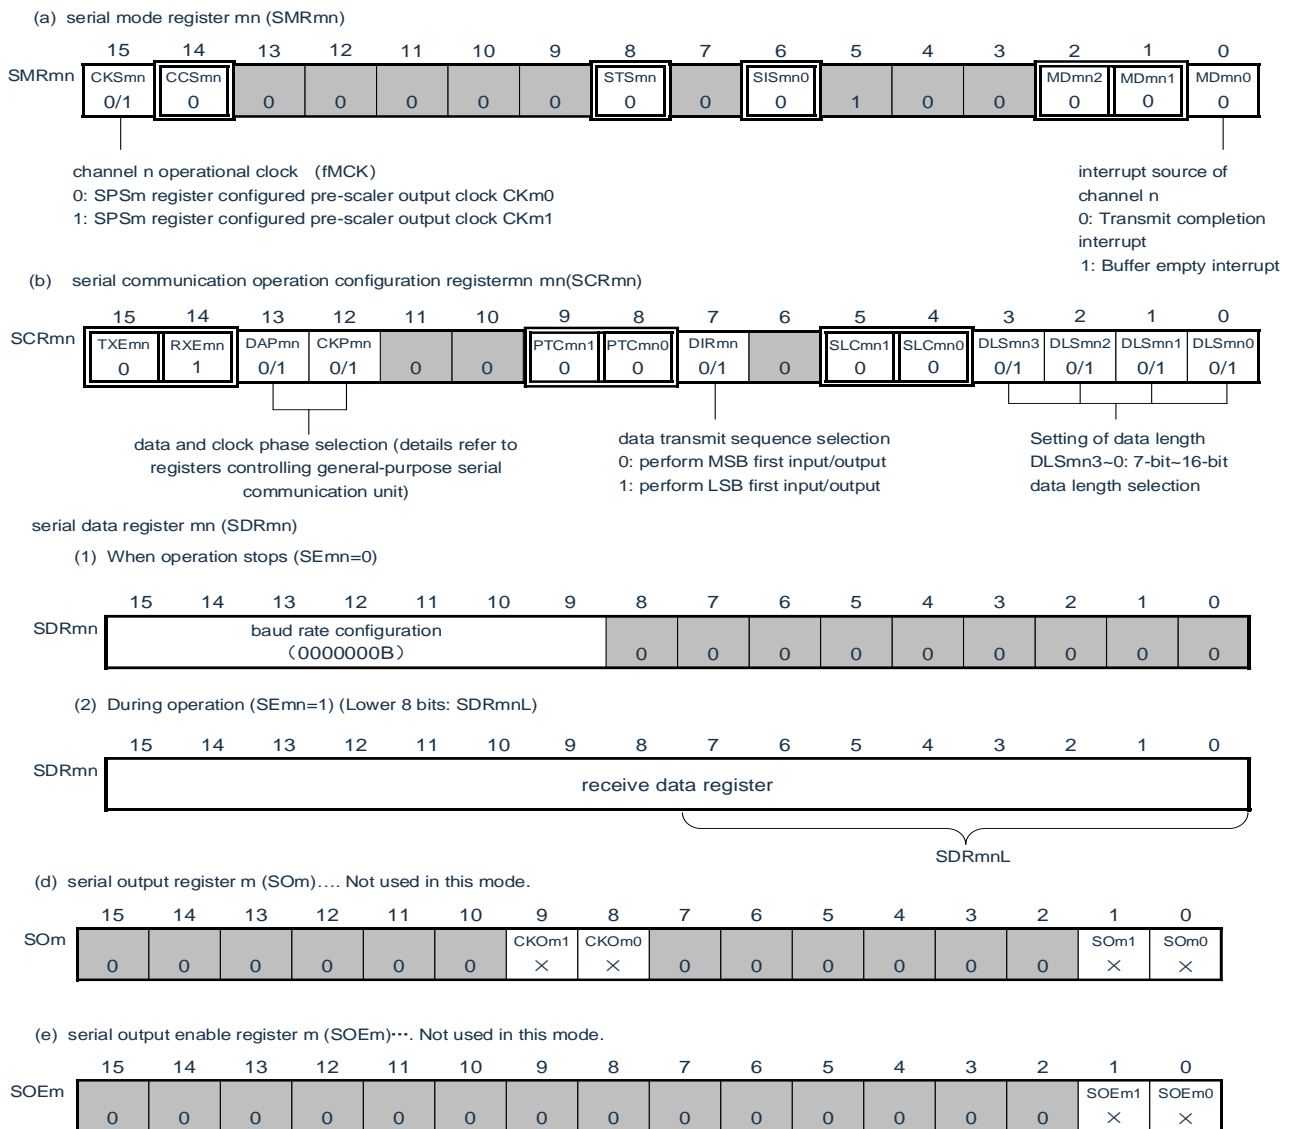 (a) serial mode register mn (SMRmn)
15 14 13 12 11 10 9 8 7 6 5 4 3 2 1 0
SMRmn CKSmn CCSmn STSmn SISmn0 MDmn2 MDmn1 MDmn0
0/1 0 0 0 0 0 0 0 0 0 1 0 0 0 0 0
channel n operational clock （fMCK)
0: SPSm register configured pre-scaler output clock CKm0
1: SPSm register configured pre-scaler output clock CKm1
interrupt source of
channel n
0: Transmit completion
interrupt
1: Buffer empty interrupt
(b) serial communication operation configuration registermn mn(SCRmn)
15 14 13 12 11 10 9 8 7 6 5 4 3 2 1 0
SCRmn TXEmn RXEmn DAPmn CKPmn PTCmn1 PTCmn0 DIRmn SLCmn1 SLCmn0 DLSmn3 DLSmn2 DLSmn1 DLSmn0
0 1 0/1 0/1 0 0 0 0 0/1 0 0 0 0/1 0/1 0/1 0/1
data and clock phase selection (details refer to
registers controlling general-purpose serial
communication unit)
data transmit sequence selection
0: perform MSB first input/output
1: perform LSB first input/output
Setting of data length
DLSmn3~0: 7-bit~16-bit
data length selection
serial data register mn (SDRmn)
(1) When operation stops (SEmn=0)
15 14 13 12 11 10 9 8 7 6 5 4 3 2 1 0
SDRmn baud rate configuration
（0000000B） 0 0 0 0 0 0 0 0 0
(2) During operation (SEmn=1) (Lower 8 bits: SDRmnL)
15 14 13 12 11 10 9 8 7 6 5 4 3 2 1 0
SDRmn receive data register
SDRmnL
(d) serial output register m (SOm)…. Not used in this mode.
15 14 13 12 11 10 9 8 7 6 5 4 3 2 1 0
SOm CKOm1 CKOm0 SOm1 SOm0
0 0 0 0 0 0 × × 0 0 0 0 0 0 × ×
(e) serial output enable register m (SOEm)···. Not used in this mode.
15 14 13 12 11 10 9 8 7 6 5 4 3 2 1 0
SOEm SOEm1 SOEm0
0 0 0 0 0 0 0 0 0 0 0 0 0 0 × ×